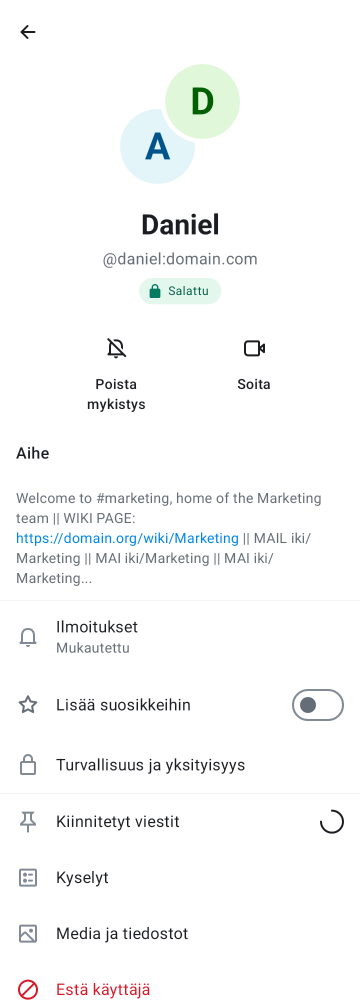 D
A
Daniel
@daniel:domain.com
Salattu
Poista
mykistys
Soita
Aihe
Welcome to #marketing, home of the Marketing
team || WIKI PAGE:
https://domain.org/wiki/Marketing || MAIL iki/
Marketing || MAI iki/Marketing || MAI iki/
Marketing...
Ilmoitukset
Mukautettu
Lisää suosikkeihin
Turvallisuus ja yksityisyys
Kiinnitetyt viestit
Kyselyt
Media ja tiedostot
Estä käyttäjä